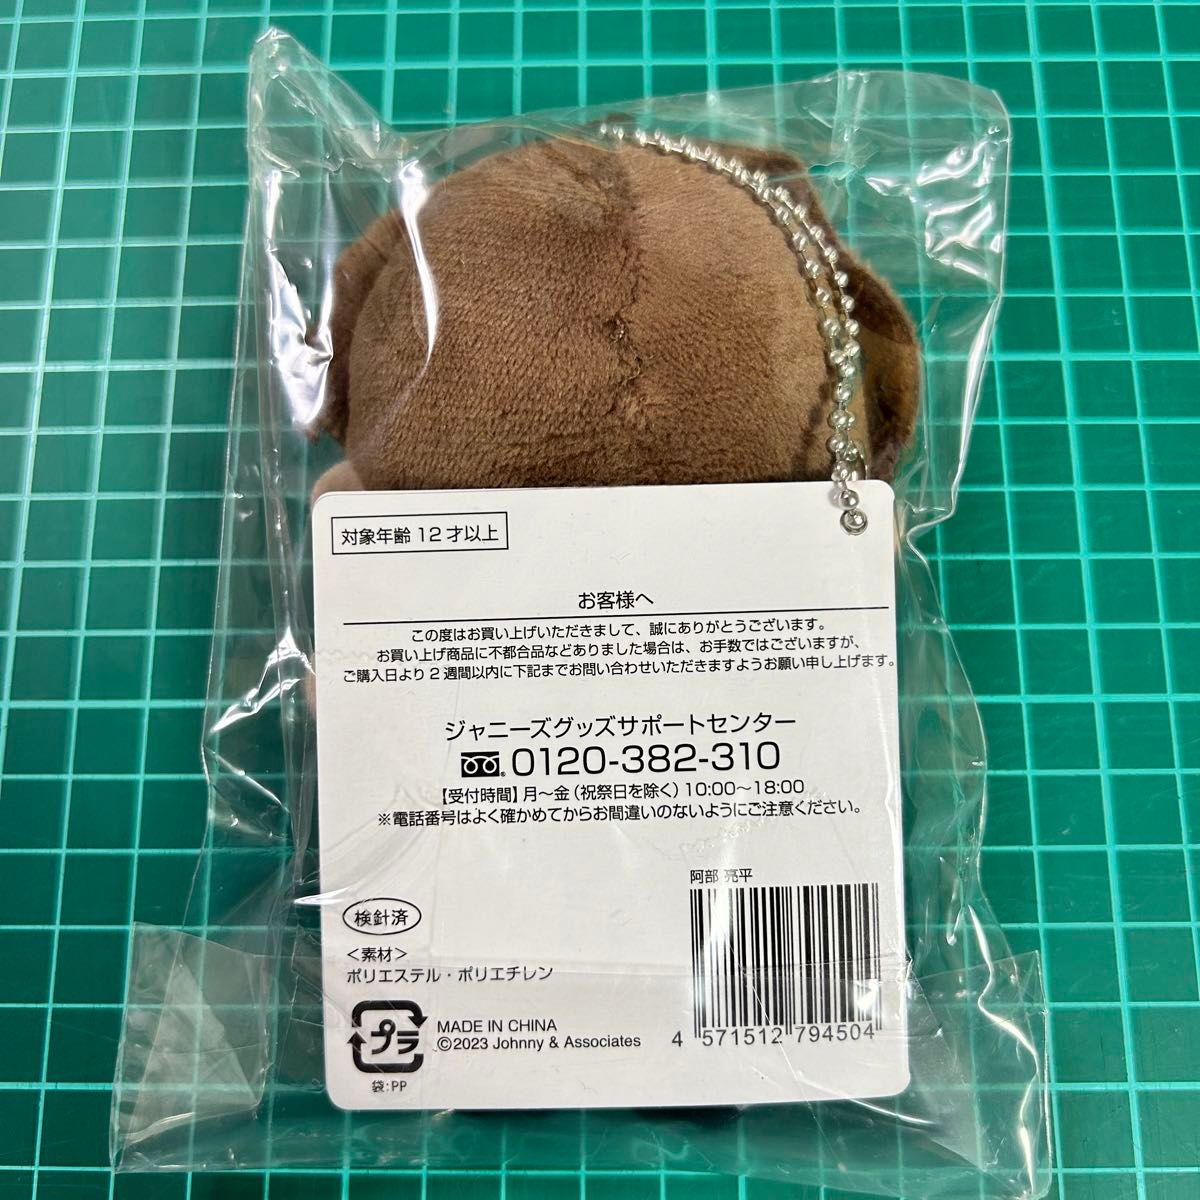 対象年齢 12才以上
お客様へ
この度はお買い上げいただきまして、誠にありがとうございます。
お買い上げ商品に不都合品などありました場合は、お手数ではございますが、
ご購入日より2週間以内に下記までお問い合わせいただきますようお願い申し上げます。
ジャニーズグッズサポートセンター
0120-382-310
【受付時間】月〜金（祝祭日を除く）10:00〜18:00
※電話番号はよく確かめてからお間違いのないようにご注意ください。
阿部 亮平
検針済
＜素材＞
ポリエステル・ポリエチレン
プラ
MADE IN CHINA
©2023 Johnny & Associates
袋:PP
4 571512 794504